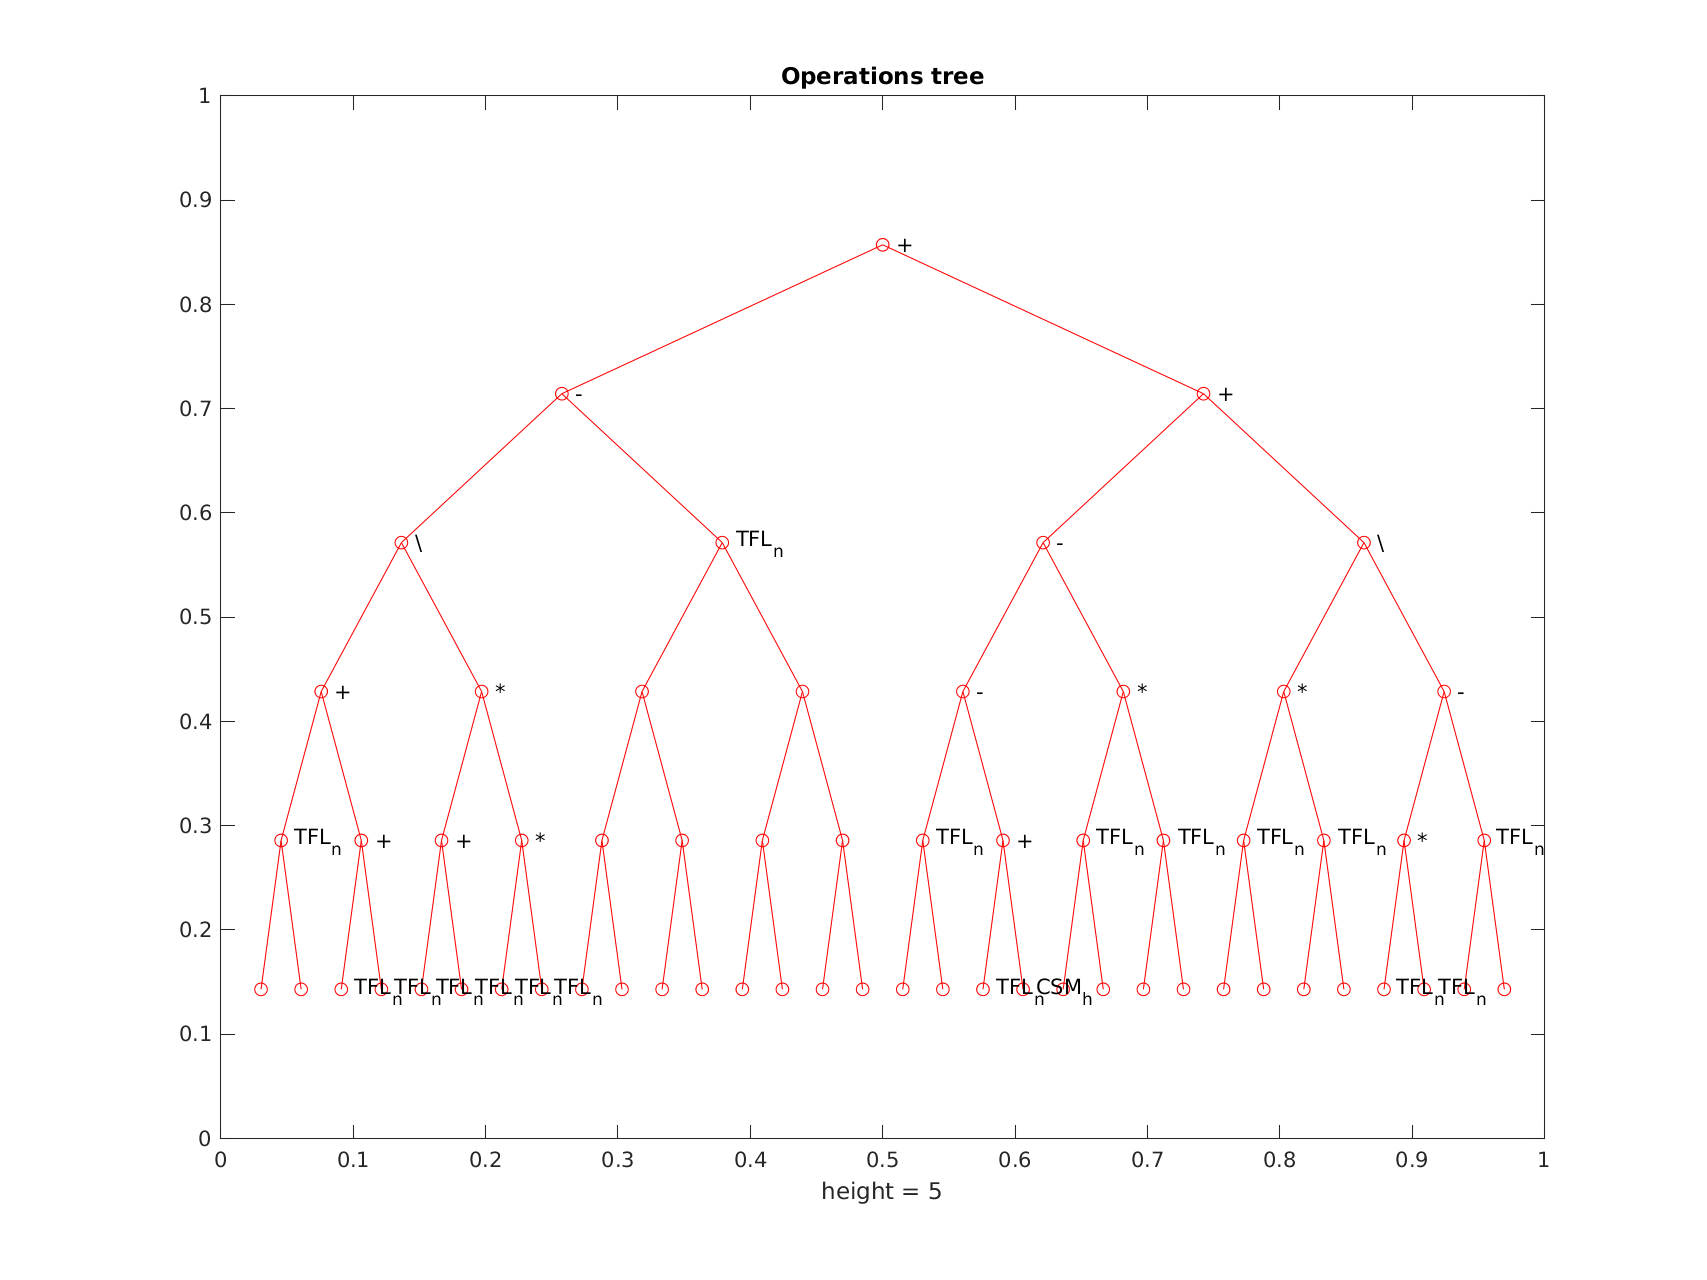 Operations tree
1
0.9
+
0.8
- +
0.7
0.6
\ TFLn - \
0.5
+ * - * * -
0.4
0.3
TFLn + + * TFLn + TFLn TFLn TFLn TFLn * TFLn
0.2
TFLn TFLn TFLn TFLn TFLn TFLn TFLn CSMn TFLn TFLn
0.1
0
0 0.1 0.2 0.3 0.4 0.5 0.6 0.7 0.8 0.9 1
height = 5